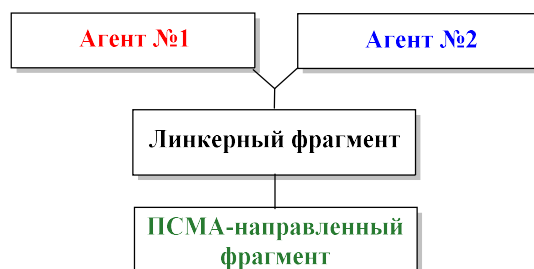 Агент №1
Агент №2
Линкерный фрагмент
ПСМА-направленный
фрагмент